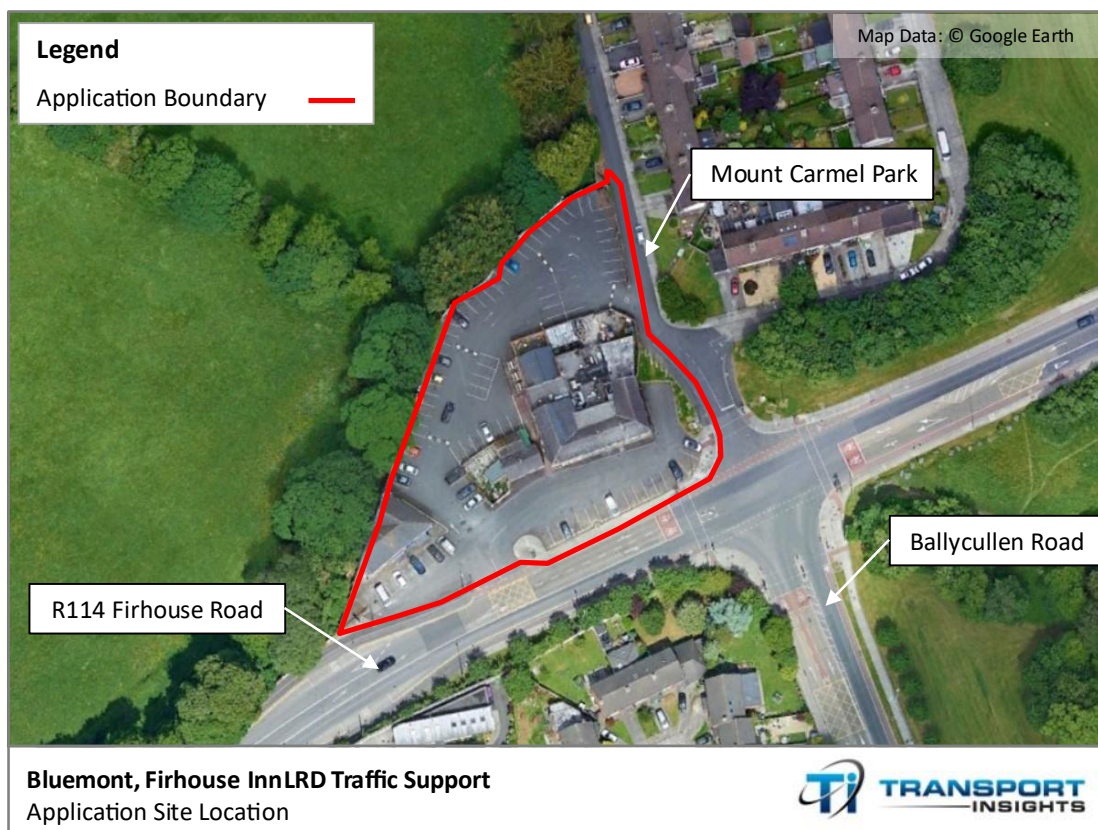 Legend
Application Boundary
Map Data: © Google Earth
Mount Carmel Park
Ballycullen Road
R114 Firhouse Road
Bluemont, Firhouse InnLRD Traffic Support
Application Site Location
Ti TRANSPORT
INSIGHTS